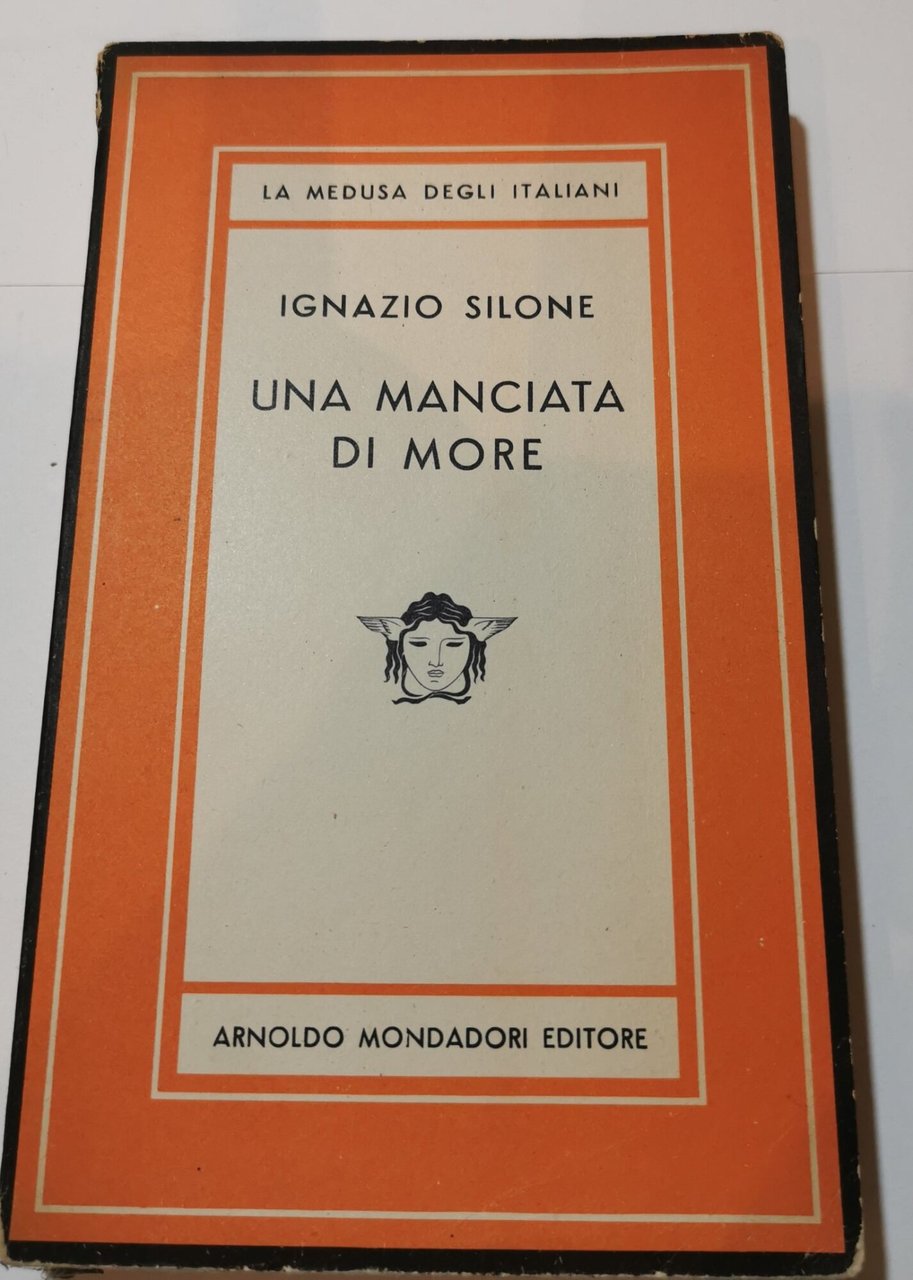 LA MEDUSA DEGLI ITALIANI
IGNAZIO SILONE
UNA MANCIATA
DI MORE
ARNOLDO MONDADORI EDITORE